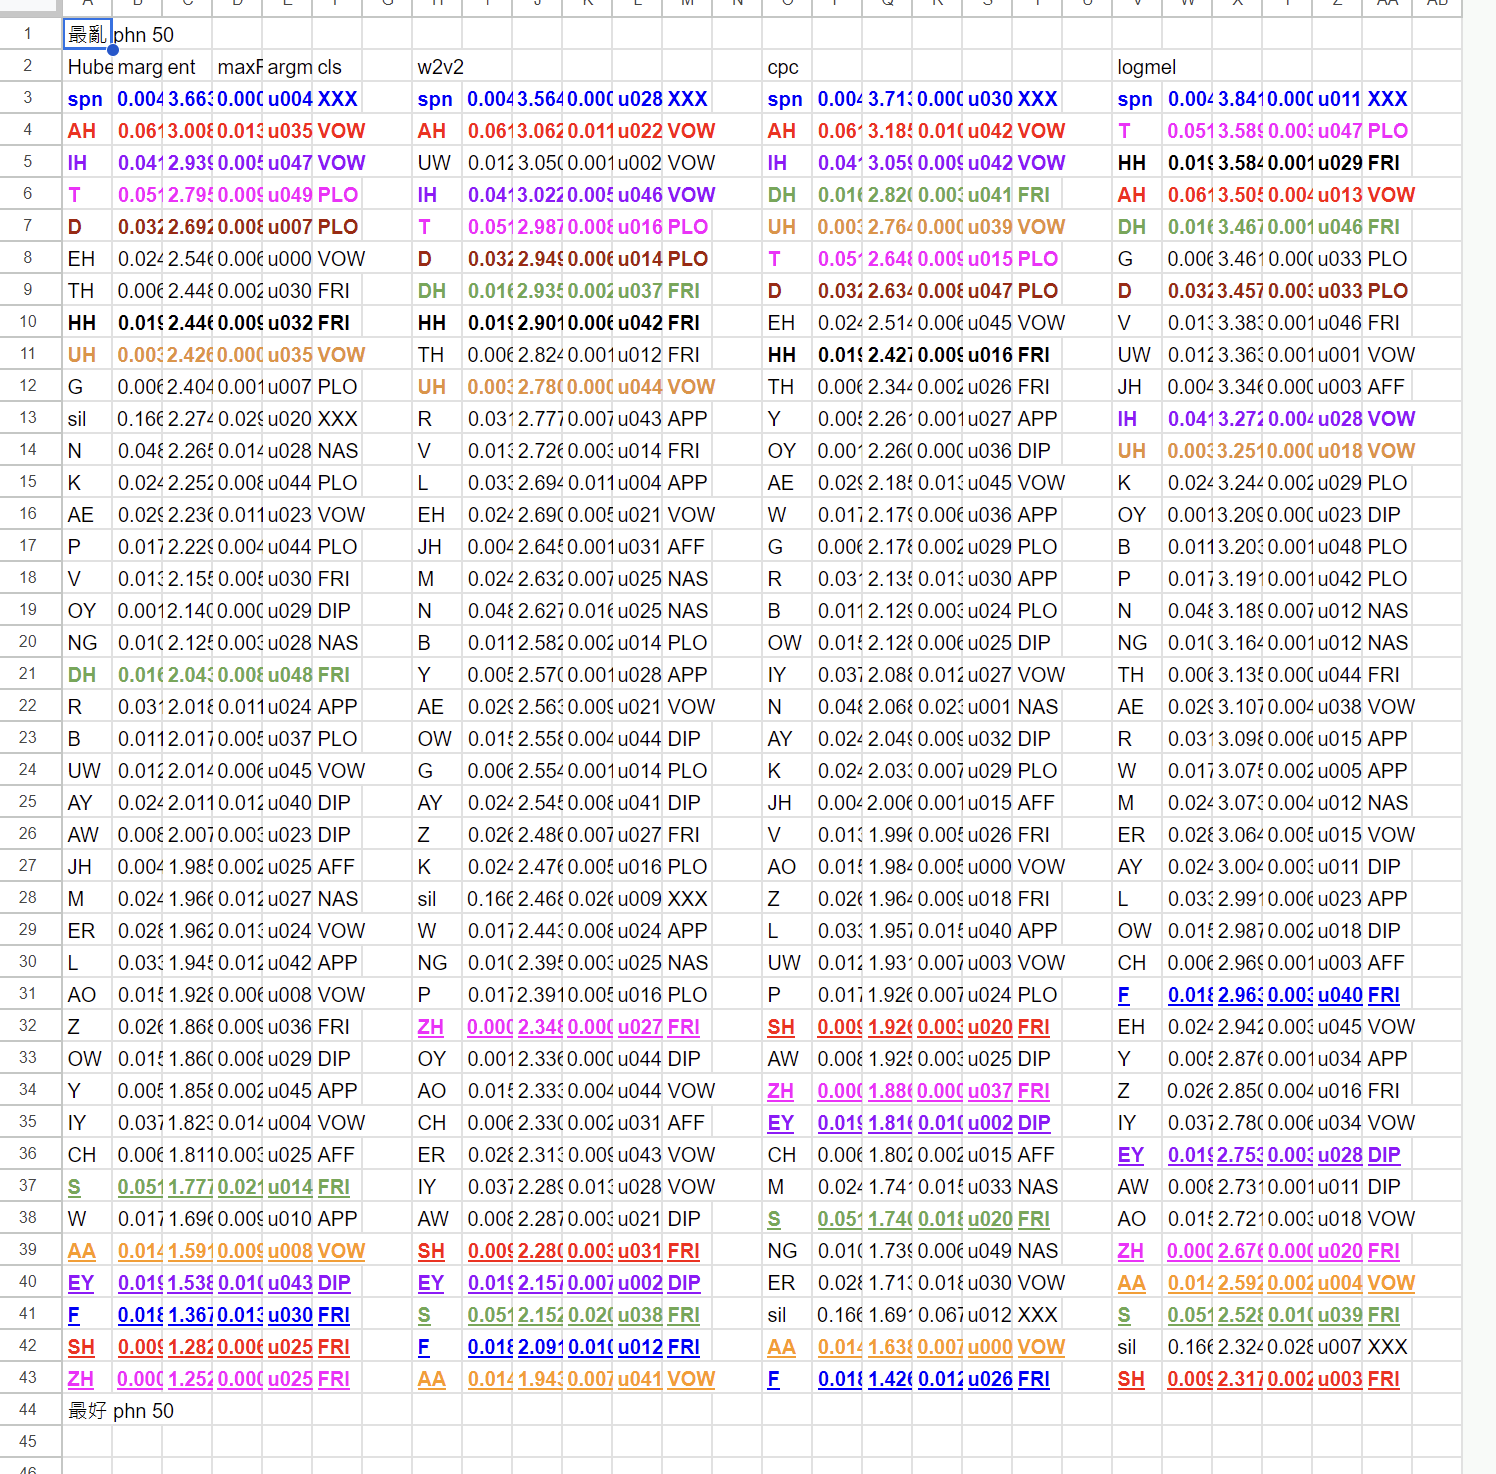 1 最亂 phn 50
2 Hube marg ent maxF argm cls w2v2 cpc logmel
3 spn 0.004 3.663 0.000 u004 XXX spn 0.004 3.564 0.000 u028 XXX spn 0.004 3.713 0.000 u030 XXX spn 0.004 3.841 0.000 u011 XXX
4 AH 0.061 3.008 0.013 u035 VOW AH 0.061 3.062 0.011 u022 VOW AH 0.061 3.185 0.010 u042 VOW T 0.051 3.589 0.003 u047 PLO
5 IH 0.041 2.939 0.005 u047 VOW UW 0.012 3.050 0.001 u002 VOW IH 0.041 3.059 0.009 u042 VOW HH 0.019 3.584 0.001 u029 FRI
6 T 0.051 2.795 0.009 u049 PLO IH 0.041 3.022 0.005 u046 VOW DH 0.016 2.820 0.003 u041 FRI AH 0.061 3.505 0.004 u013 VOW
7 D 0.032 2.692 0.008 u007 PLO T 0.051 2.987 0.008 u016 PLO UH 0.003 2.764 0.000 u039 VOW DH 0.016 3.467 0.001 u046 FRI
8 EH 0.024 2.546 0.006 u000 VOW D 0.032 2.949 0.006 u014 PLO T 0.051 2.648 0.009 u015 PLO G 0.006 3.461 0.000 u033 PLO
9 TH 0.006 2.448 0.002 u030 FRI DH 0.016 2.935 0.002 u037 FRI D 0.032 2.634 0.008 u047 PLO D 0.032 3.457 0.003 u033 PLO
10 HH 0.019 2.446 0.009 u032 FRI HH 0.019 2.901 0.006 u042 FRI EH 0.024 2.514 0.006 u045 VOW V 0.013 3.383 0.001 u046 FRI
11 UH 0.003 2.426 0.000 u035 VOW TH 0.006 2.824 0.001 u012 FRI HH 0.019 2.427 0.009 u016 FRI UW 0.012 3.363 0.001 u001 VOW
12 G 0.006 2.404 0.001 u007 PLO UH 0.003 2.780 0.000 u044 VOW TH 0.006 2.344 0.002 u026 FRI JH 0.004 3.346 0.000 u003 AFF
13 sil 0.166 2.274 0.029 u020 XXX R 0.031 2.777 0.007 u043 APP Y 0.005 2.261 0.001 u027 APP IH 0.041 3.272 0.004 u028 VOW
14 N 0.048 2.265 0.014 u028 NAS V 0.013 2.726 0.003 u014 FRI OY 0.001 2.260 0.000 u036 DIP UH 0.003 3.251 0.000 u018 VOW
15 K 0.024 2.252 0.008 u044 PLO L 0.033 2.694 0.011 u004 APP AE 0.029 2.185 0.013 u045 VOW K 0.024 3.244 0.002 u029 PLO
16 AE 0.029 2.236 0.011 u023 VOW EH 0.024 2.690 0.005 u021 VOW W 0.017 2.179 0.006 u036 APP OY 0.001 3.209 0.000 u023 DIP
17 P 0.017 2.229 0.004 u044 PLO JH 0.004 2.645 0.001 u031 AFF G 0.006 2.178 0.002 u029 PLO B 0.011 3.203 0.001 u048 PLO
18 V 0.013 2.155 0.005 u030 FRI M 0.024 2.632 0.007 u025 NAS R 0.031 2.135 0.013 u030 APP P 0.017 3.191 0.001 u042 PLO
19 OY 0.001 2.140 0.000 u029 DIP N 0.048 2.627 0.016 u025 NAS B 0.011 2.129 0.003 u024 PLO N 0.048 3.189 0.007 u012 NAS
20 NG 0.010 2.125 0.003 u028 NAS B 0.011 2.582 0.002 u014 PLO OW 0.015 2.128 0.006 u025 DIP NG 0.010 3.164 0.001 u012 NAS
21 DH 0.016 2.043 0.008 u048 FRI Y 0.005 2.570 0.001 u028 APP IY 0.037 2.088 0.012 u027 VOW TH 0.006 3.135 0.000 u044 FRI
22 R 0.031 2.018 0.011 u024 APP AE 0.029 2.563 0.009 u021 VOW N 0.048 2.068 0.023 u001 NAS AE 0.029 3.107 0.004 u038 VOW
23 B 0.011 2.017 0.005 u037 PLO OW 0.015 2.558 0.004 u044 DIP AY 0.024 2.049 0.009 u032 DIP R 0.031 3.098 0.006 u015 APP
24 UW 0.012 2.014 0.006 u045 VOW G 0.006 2.554 0.001 u014 PLO K 0.024 2.033 0.007 u029 PLO W 0.017 3.075 0.002 u005 APP
25 AY 0.024 2.011 0.012 u040 DIP AY 0.024 2.545 0.008 u041 DIP JH 0.004 2.006 0.001 u015 AFF M 0.024 3.073 0.004 u012 NAS
26 AW 0.008 2.007 0.003 u023 DIP Z 0.026 2.486 0.007 u027 FRI V 0.013 1.996 0.005 u026 FRI ER 0.028 3.064 0.005 u015 VOW
27 JH 0.004 1.985 0.002 u025 AFF K 0.024 2.476 0.005 u016 PLO AO 0.015 1.984 0.005 u000 VOW AY 0.024 3.004 0.003 u011 DIP
28 M 0.024 1.966 0.012 u027 NAS sil 0.166 2.468 0.026 u009 XXX Z 0.026 1.964 0.009 u018 FRI L 0.033 2.991 0.006 u023 APP
29 ER 0.028 1.962 0.013 u024 VOW W 0.017 2.443 0.008 u024 APP L 0.033 1.957 0.015 u040 APP OW 0.015 2.987 0.002 u018 DIP
30 L 0.033 1.945 0.012 u042 APP NG 0.010 2.395 0.003 u025 NAS UW 0.012 1.931 0.007 u003 VOW CH 0.006 2.969 0.001 u003 AFF
31 AO 0.015 1.928 0.006 u008 VOW P 0.017 2.391 0.005 u016 PLO P 0.017 1.926 0.007 u024 PLO F 0.018 2.963 0.003 u040 FRI
32 Z 0.026 1.868 0.009 u036 FRI ZH 0.000 2.348 0.000 u027 FRI SH 0.009 1.926 0.003 u020 FRI EH 0.024 2.942 0.003 u045 VOW
33 OW 0.015 1.860 0.008 u029 DIP OY 0.001 2.336 0.000 u044 DIP AW 0.008 1.925 0.003 u025 DIP Y 0.005 2.876 0.001 u034 APP
34 Y 0.005 1.858 0.002 u045 APP AO 0.015 2.333 0.004 u044 VOW ZH 0.000 1.886 0.000 u037 FRI Z 0.026 2.850 0.004 u016 FRI
35 IY 0.037 1.823 0.014 u004 VOW CH 0.006 2.330 0.002 u031 AFF EY 0.019 1.816 0.010 u002 DIP IY 0.037 2.780 0.006 u034 VOW
36 CH 0.006 1.811 0.003 u025 AFF ER 0.028 2.313 0.009 u043 VOW CH 0.006 1.802 0.002 u015 AFF EY 0.019 2.753 0.003 u028 DIP
37 S 0.051 1.777 0.021 u014 FRI IY 0.037 2.289 0.013 u028 VOW M 0.024 1.741 0.015 u033 NAS AW 0.008 2.731 0.001 u011 DIP
38 W 0.017 1.696 0.009 u010 APP AW 0.008 2.287 0.003 u021 DIP S 0.051 1.740 0.018 u020 FRI AO 0.015 2.721 0.003 u018 VOW
39 AA 0.014 1.591 0.009 u008 VOW SH 0.009 2.280 0.003 u031 FRI NG 0.010 1.739 0.006 u049 NAS ZH 0.000 2.676 0.000 u020 FRI
40 EY 0.019 1.538 0.010 u043 DIP EY 0.019 2.157 0.007 u002 DIP ER 0.028 1.713 0.018 u030 VOW AA 0.014 2.592 0.002 u004 VOW
41 F 0.018 1.367 0.013 u030 FRI S 0.051 2.152 0.020 u038 FRI sil 0.166 1.691 0.067 u012 XXX S 0.051 2.528 0.010 u039 FRI
42 SH 0.009 1.282 0.006 u025 FRI F 0.018 2.091 0.010 u012 FRI AA 0.014 1.638 0.007 u000 VOW sil 0.166 2.324 0.028 u007 XXX
43 ZH 0.000 1.252 0.000 u025 FRI AA 0.014 1.943 0.007 u041 VOW F 0.018 1.426 0.012 u026 FRI SH 0.009 2.317 0.002 u003 FRI
44 最好 phn 50
45
46